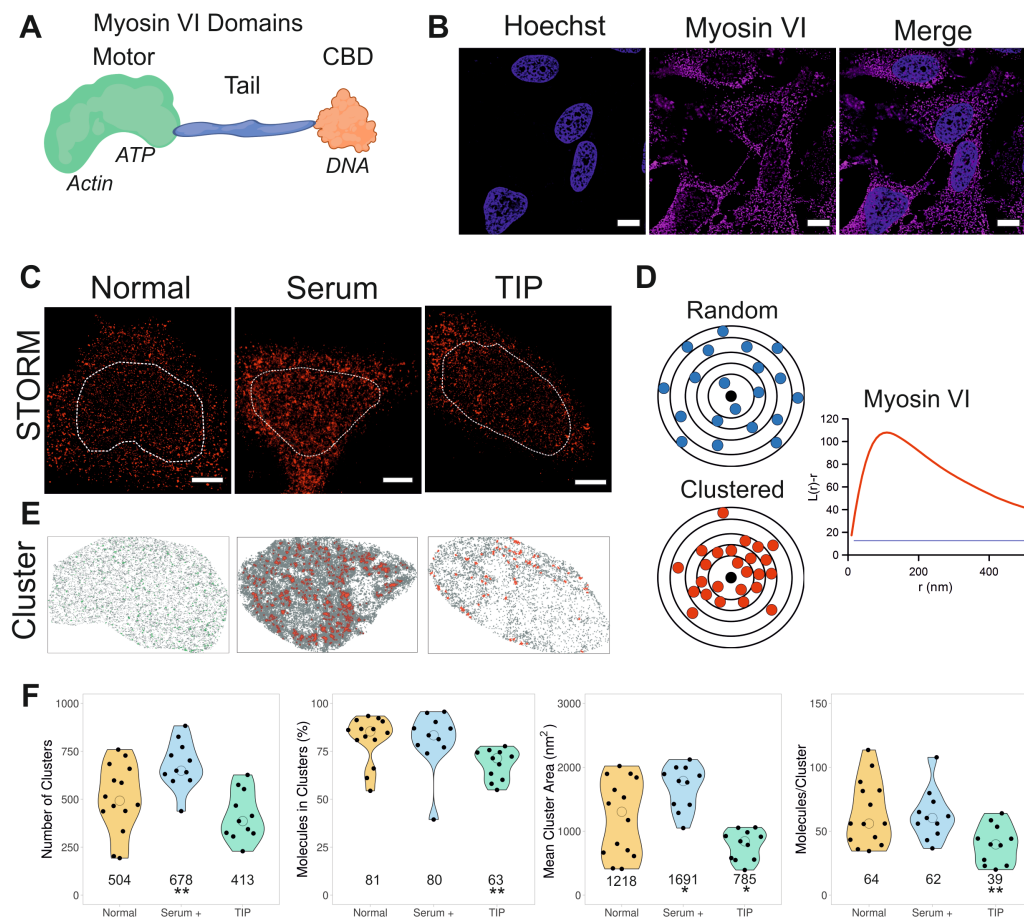 A
Myosin VI Domains
Motor
Tail
CBD
ATP
Actin
DNA
B
Hoechst
Myosin VI
Merge
C
Normal
Serum
TIP
STORM
D
Random
Clustered
Myosin VI
L(r)-r
120
100
80
60
40
20
0
0 200 400
r (nm)
E
Cluster
F
Number of Clusters
1000
750
500
250
0
504 678 413
**
Normal Serum + TIP
Molecules in Clusters (%)
100
75
50
25
0
81 80 63
**
Normal Serum + TIP
Mean Cluster Area (nm²)
3000
2000
1000
0
1218 1691 785
* *
Normal Serum + TIP
Molecules/Cluster
150
100
50
0
64 62 39
**
Normal Serum + TIP